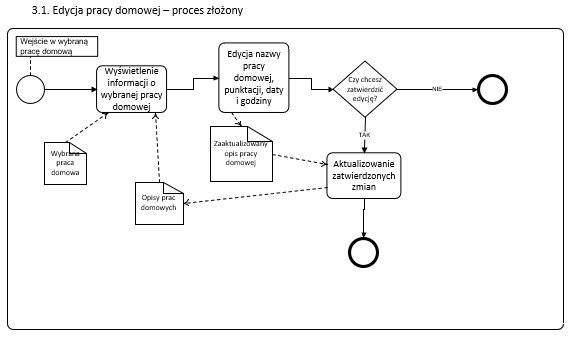 3.1. Edycja pracy domowej – proces złożony
Wejście w wybraną
pracę domową
Wyświetlenie
informacji o
wybranej pracy
domowej
Edycja nazwy
pracy
domowej,
punktacji, daty
i godziny
Czy chcesz
zatwierdzić
edycję?
NIE
TAK
Wybrana
praca
domowa
Zaaktualizowany
opis pracy
domowej
Aktualizowanie
zatwierdzonych
zmian
Opisy prac
domowych